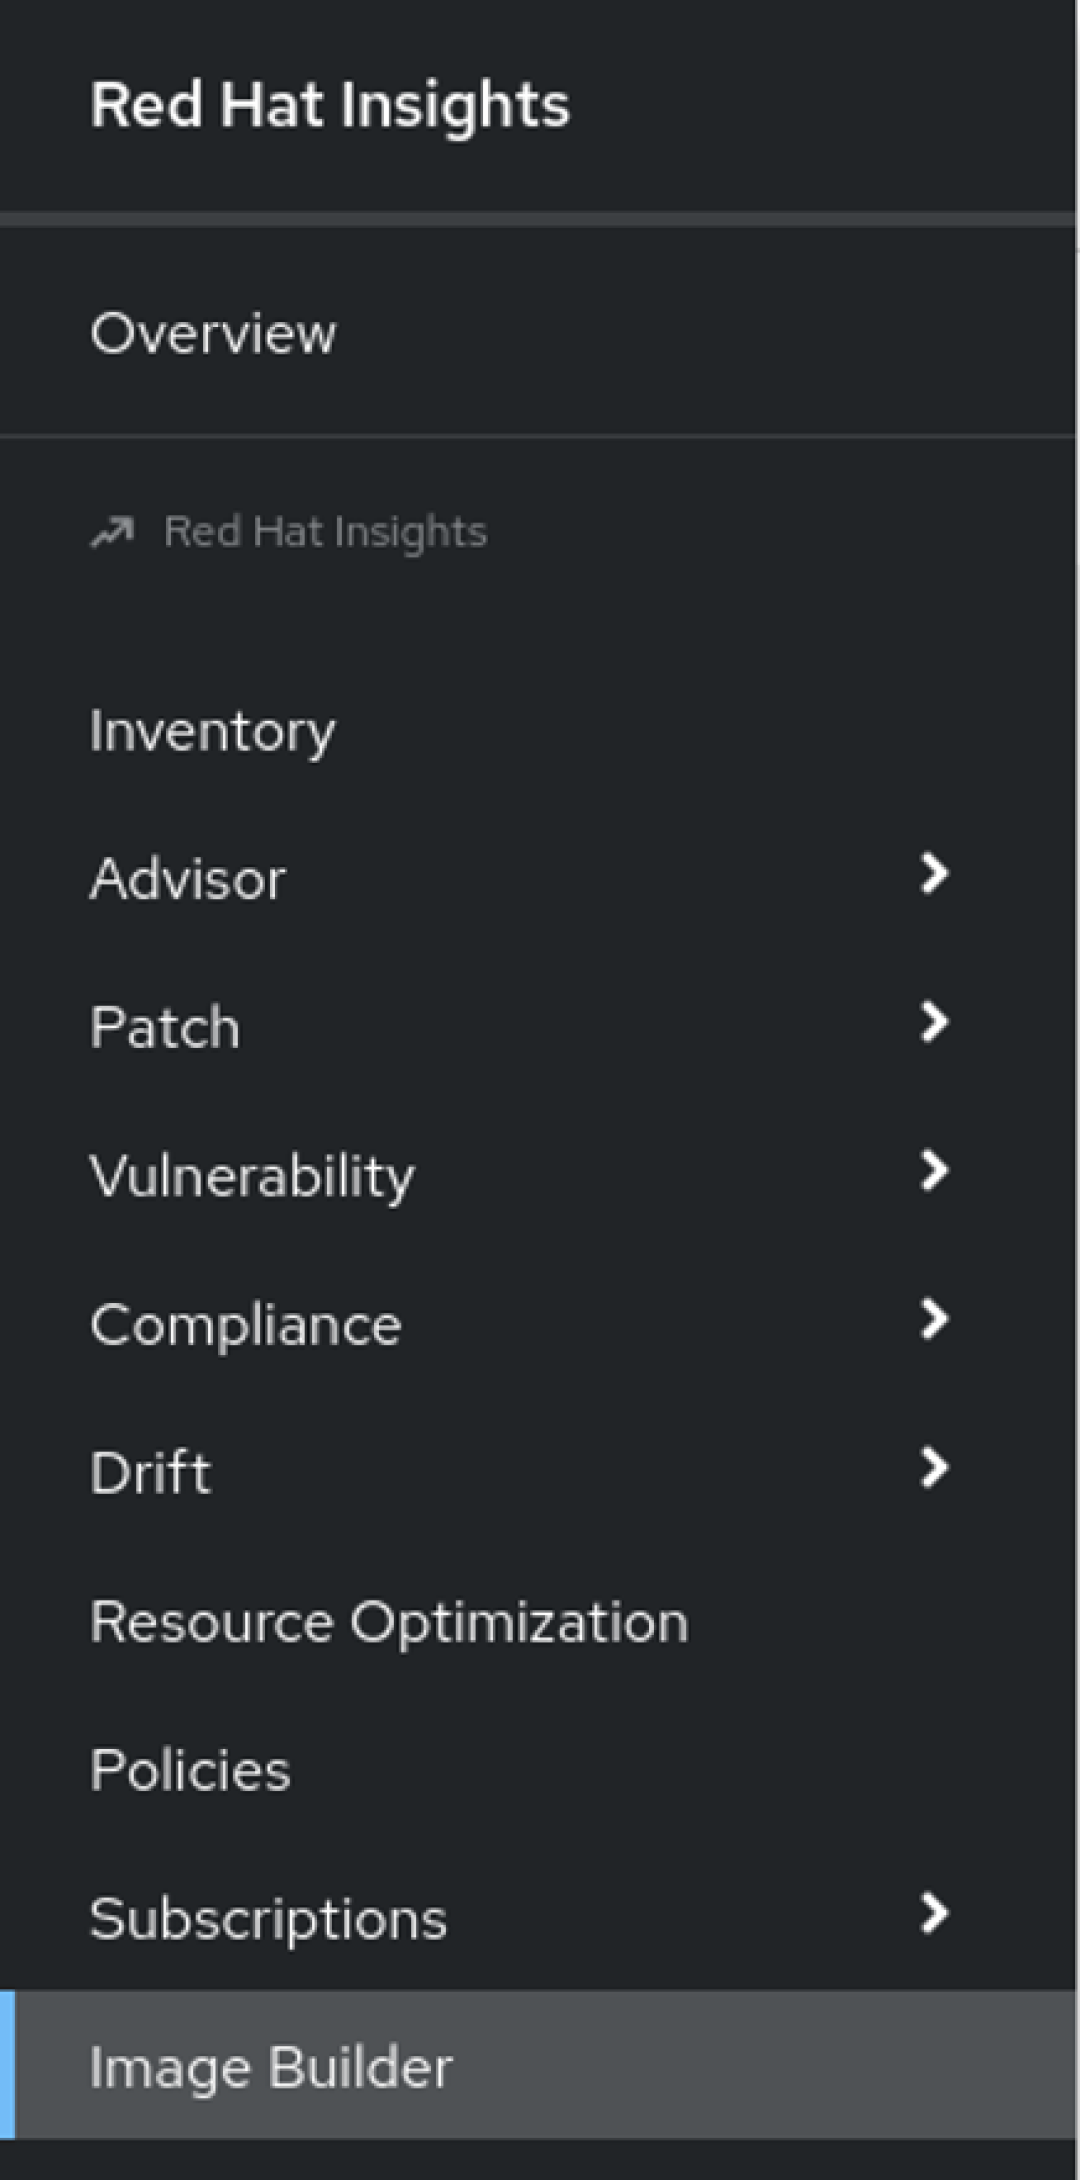 Red Hat Insights
Overview
Red Hat Insights
Inventory
Advisor
Patch
Vulnerability
Compliance
Drift
Resource Optimization
Policies
Subscriptions
Image Builder